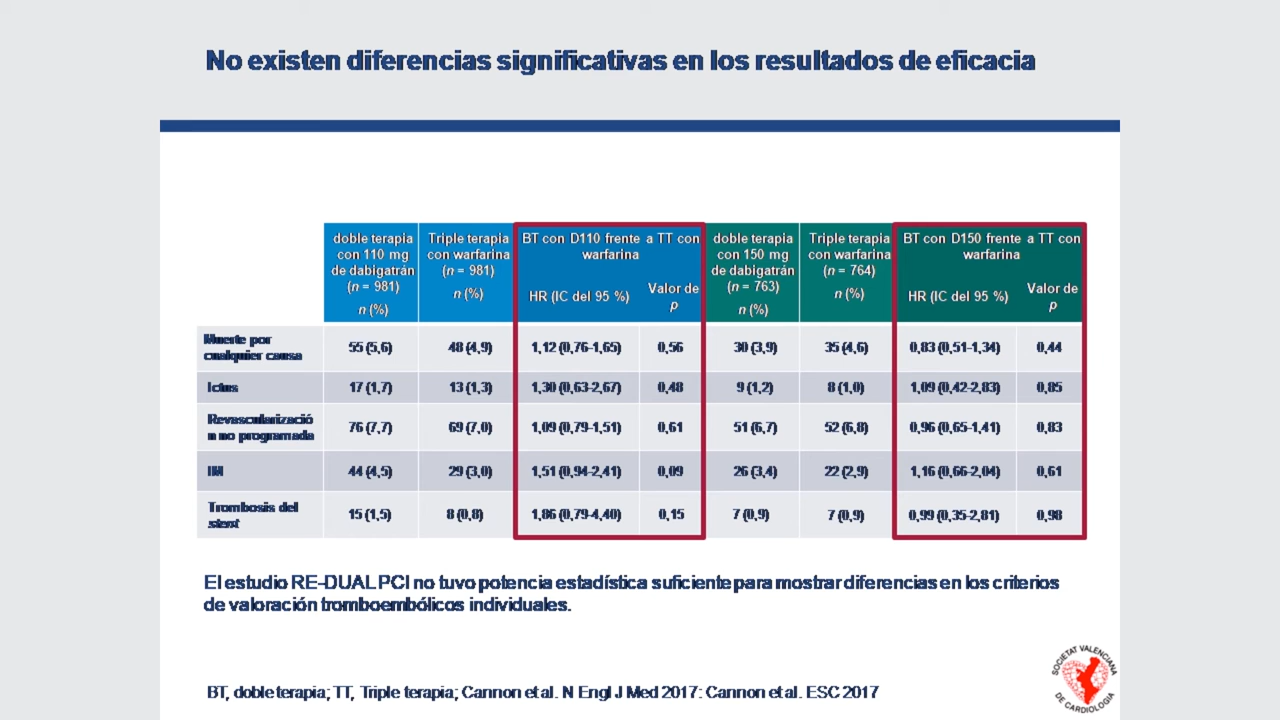 No existen diferencias significativas en los resultados de eficacia
doble terapia
con 110 mg
de dabigatrán
(n = 981)
n (%)
Triple terapia
con warfarina
(n = 981)
n (%)
BT con D110 frente a TT con
warfarina
HR (IC del 95 %)
Valor de
p
doble terapia
con 150 mg
de dabigatrán
(n = 763)
n (%)
Triple terapia
con warfarina
(n = 764)
n (%)
BT con D150 frente a TT con
warfarina
HR (IC del 95 %)
Valor de
p
Muerte por
cualquier causa
55 (5,6) 48 (4,9) 1,12 (0,76-1,65) 0,56 30 (3,9) 35 (4,6) 0,83 (0,51-1,34) 0,44
Ictus 17 (1,7) 13 (1,3) 1,30 (0,63-2,67) 0,48 9 (1,2) 8 (1,0) 1,09 (0,42-2,83) 0,85
Revascularizació
n no programada
76 (7,7) 69 (7,0) 1,09 (0,79-1,51) 0,61 51 (6,7) 52 (6,8) 0,96 (0,65-1,41) 0,83
IM 44 (4,5) 29 (3,0) 1,51 (0,94-2,41) 0,09 26 (3,4) 22 (2,9) 1,16 (0,66-2,04) 0,61
Trombosis del
stent
15 (1,5) 8 (0,8) 1,86 (0,79-4,40) 0,15 7 (0,9) 7 (0,9) 0,99 (0,35-2,81) 0,98
El estudio RE-DUAL PCI no tuvo potencia estadística suficiente para mostrar diferencias en los criterios
de valoración tromboembólicos individuales.
BT, doble terapia; TT, Triple terapia; Cannon et al. N Engl J Med 2017: Cannon et al. ESC 2017
SOCIETAT VALENCIANA
DE CARDIOLOGIA